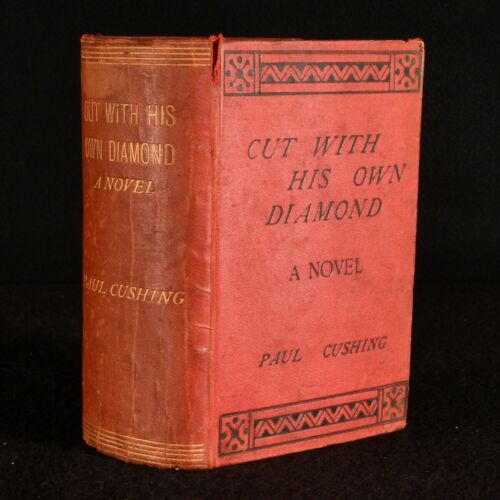 CUT WITH HIS
OWN DIAMOND
A NOVEL
PAUL CUSHING
CUT WITH
HIS OWN
DIAMOND
A NOVEL
PAUL CUSHING